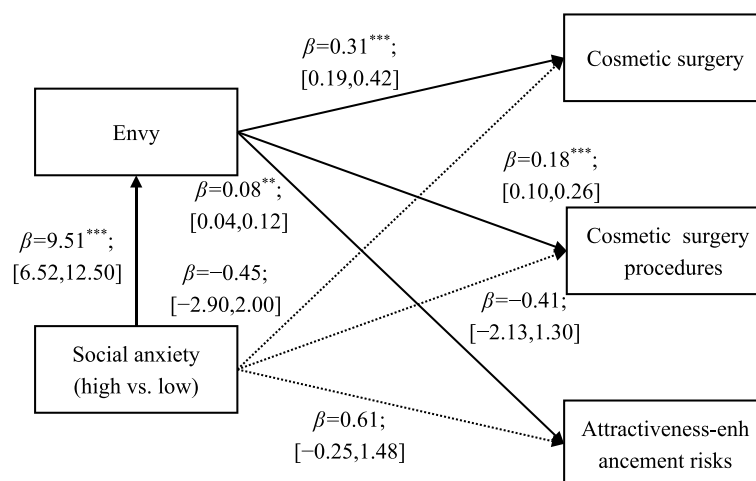 β=0.31***;
[0.19,0.42]
Cosmetic surgery
Envy
β=0.18***;
[0.10,0.26]
β=0.08**;
[0.04,0.12]
β=9.51***;
[6.52,12.50]
Cosmetic surgery
procedures
β=−0.45;
[−2.90,2.00]
β=−0.41;
[−2.13,1.30]
Social anxiety
(high vs. low)
β=0.61;
[−0.25,1.48]
Attractiveness-enh
ancement risks